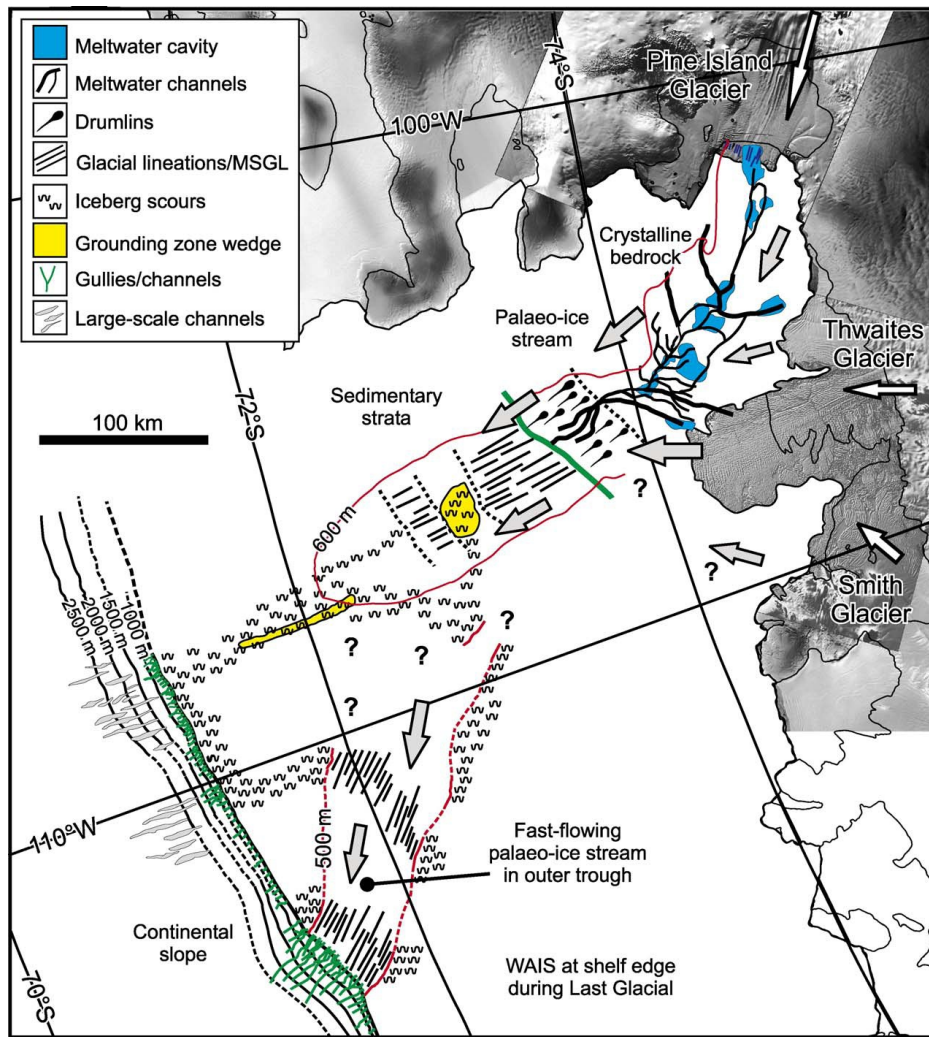 Meltwater cavity
Meltwater channels
Drumlins
Glacial lineations/MSGL
Iceberg scours
Grounding zone wedge
Gullies/channels
Large-scale channels
74°S
Pine Island
Glacier
100°W
Crystalline
bedrock
Palaeo-ice
stream
Thwaites
Glacier
72°S
Sedimentary
strata
100 km
?
600 m
?
Smith
Glacier
2500 m
2000 m
1500 m
1000 m
?
?
?
?
110°W
500 m
Fast-flowing
palaeo-ice stream
in outer trough
Continental
slope
WAIS at shelf edge
during Last Glacial
70°S